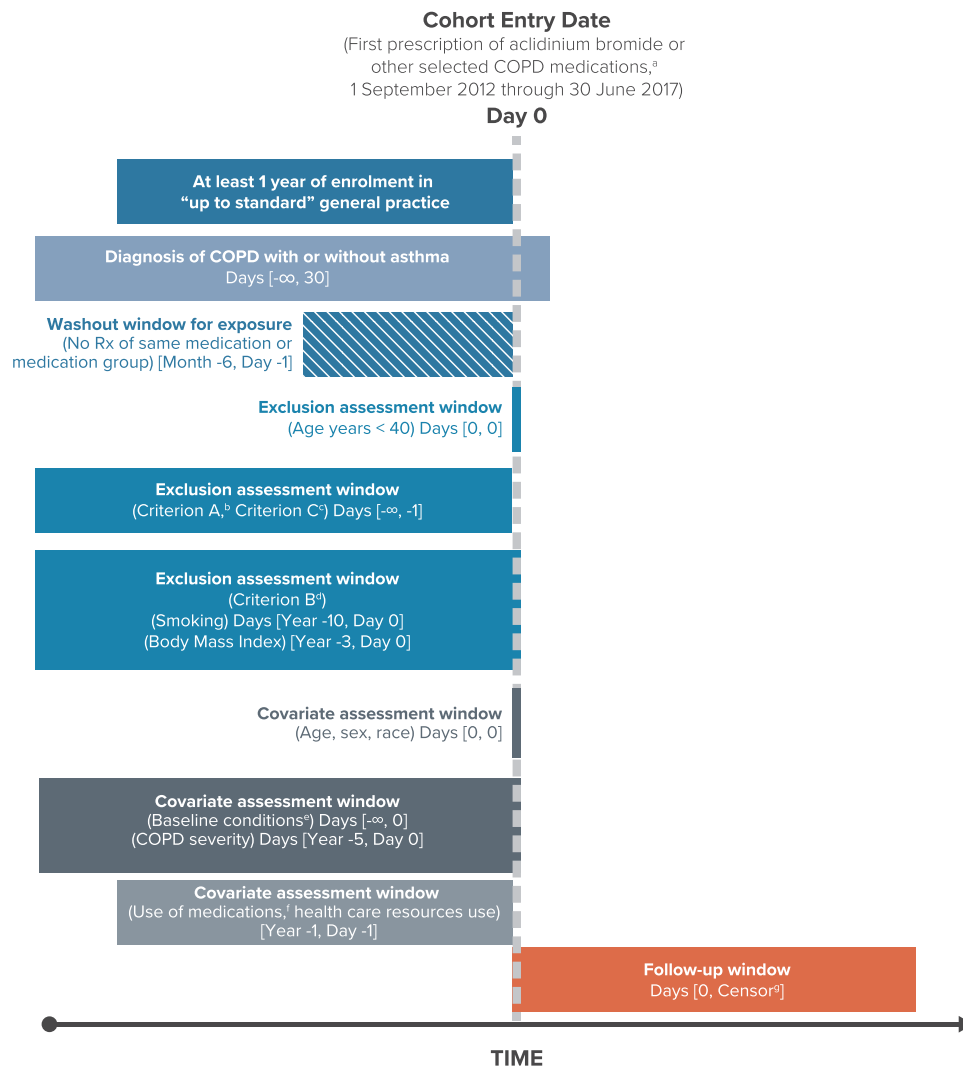 Cohort Entry Date
(First prescription of aclidinium bromide or
other selected COPD medications,ᵃ
1 September 2012 through 30 June 2017)
Day 0
At least 1 year of enrolment in
“up to standard” general practice
Diagnosis of COPD with or without asthma
Days [-∞, 30]
Washout window for exposure
(No Rx of same medication or
medication group) [Month -6, Day -1]
Exclusion assessment window
(Age years < 40) Days [0, 0]
Exclusion assessment window
(Criterion A,ᵇ Criterion Cᶜ) Days [-∞, -1]
Exclusion assessment window
(Criterion Bᵈ)
(Smoking) Days [Year -10, Day 0]
(Body Mass Index) [Year -3, Day 0]
Covariate assessment window
(Age, sex, race) Days [0, 0]
Covariate assessment window
(Baseline conditionsᵉ) Days [-∞, 0]
(COPD severity) Days [Year -5, Day 0]
Covariate assessment window
(Use of medications,ᶠ health care resources use)
[Year -1, Day -1]
Follow-up window
Days [0, Censorᵍ]
TIME